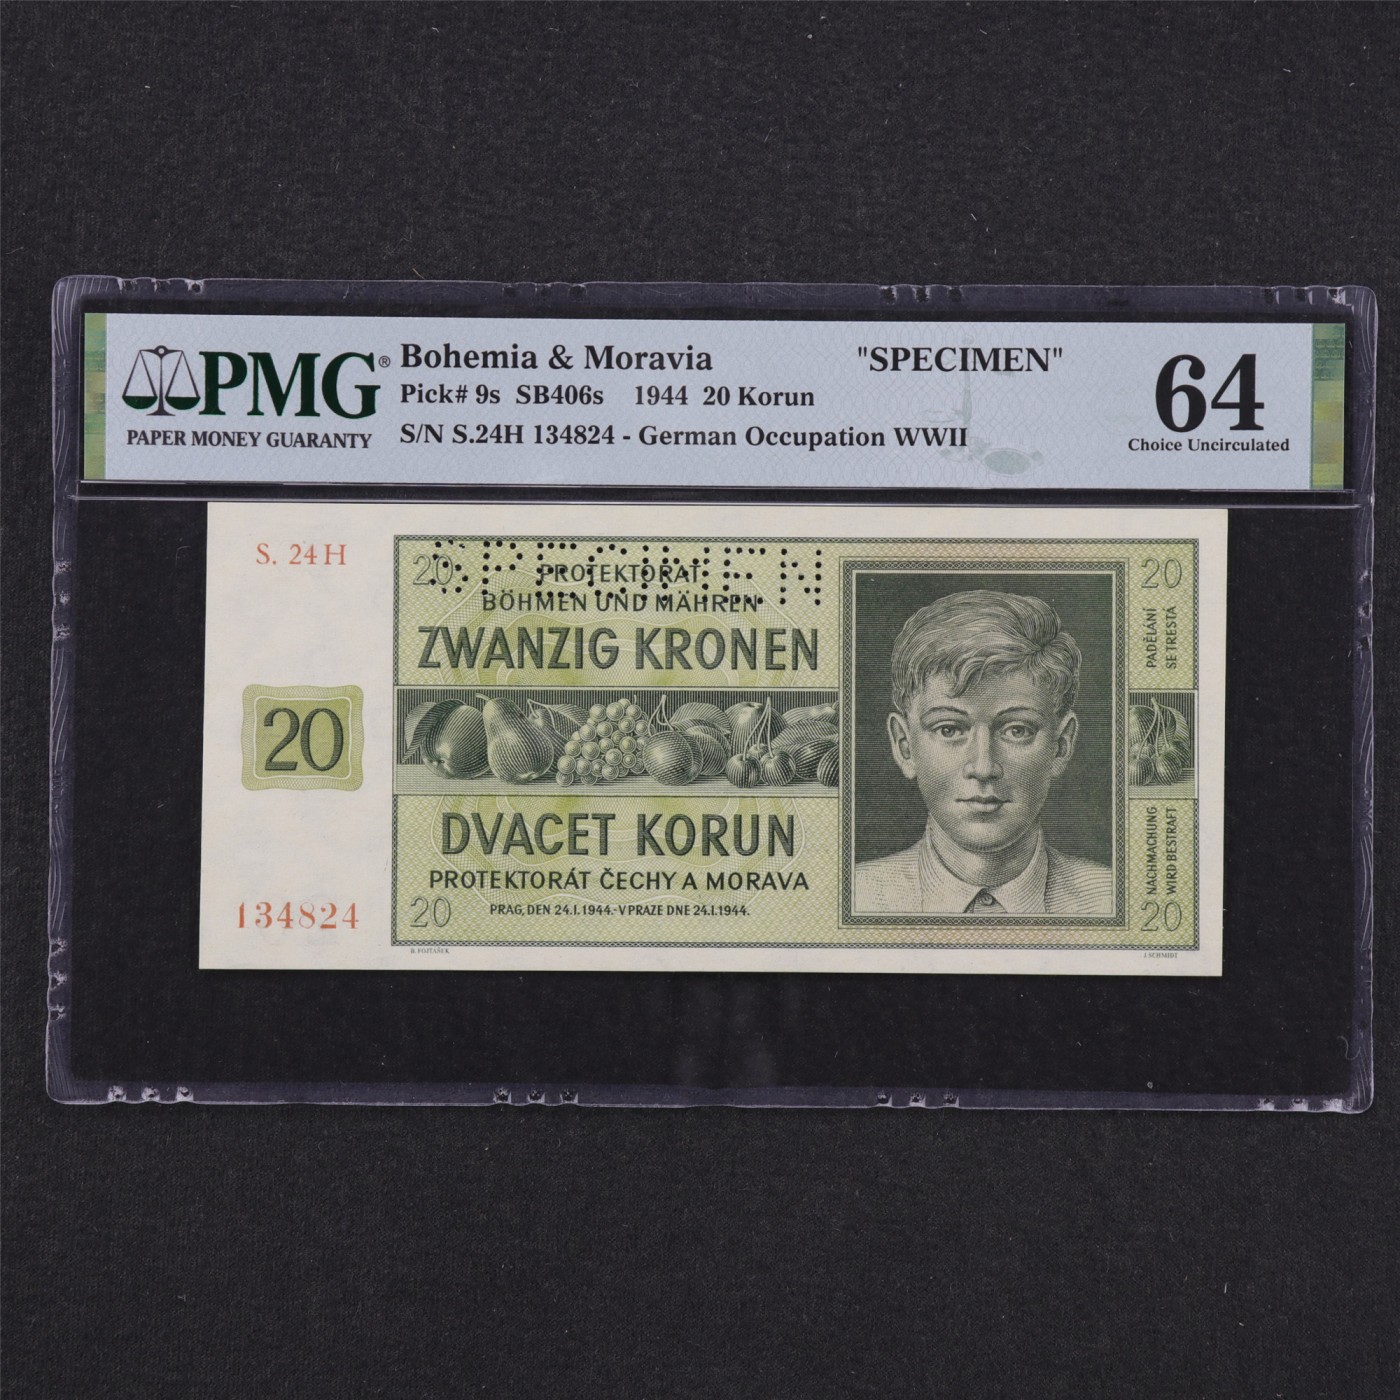 PMG®
PAPER MONEY GUARANTY
Bohemia & Moravia "SPECIMEN"
Pick# 9s SB406s 1944 20 Korun
S/N S.24H 134824 - German Occupation WWII
64
Choice Uncirculated
S. 24H
20
134824
SPECIMEN
20
PROTEKTORAT
BÖHMEN UND MÄHREN
ZWANZIG KRONEN
DVACET KORUN
PROTEKTORÁT ČECHY A MORAVA
20
PRAG, DEN 24.I.1944.-V PRAZE DNE 24.I.1944.
20
PADĚLÁNÍ
SE TRESTÁ
NACHMACHUNG
WIRD BESTRAFT
20
J. SCHMIDT